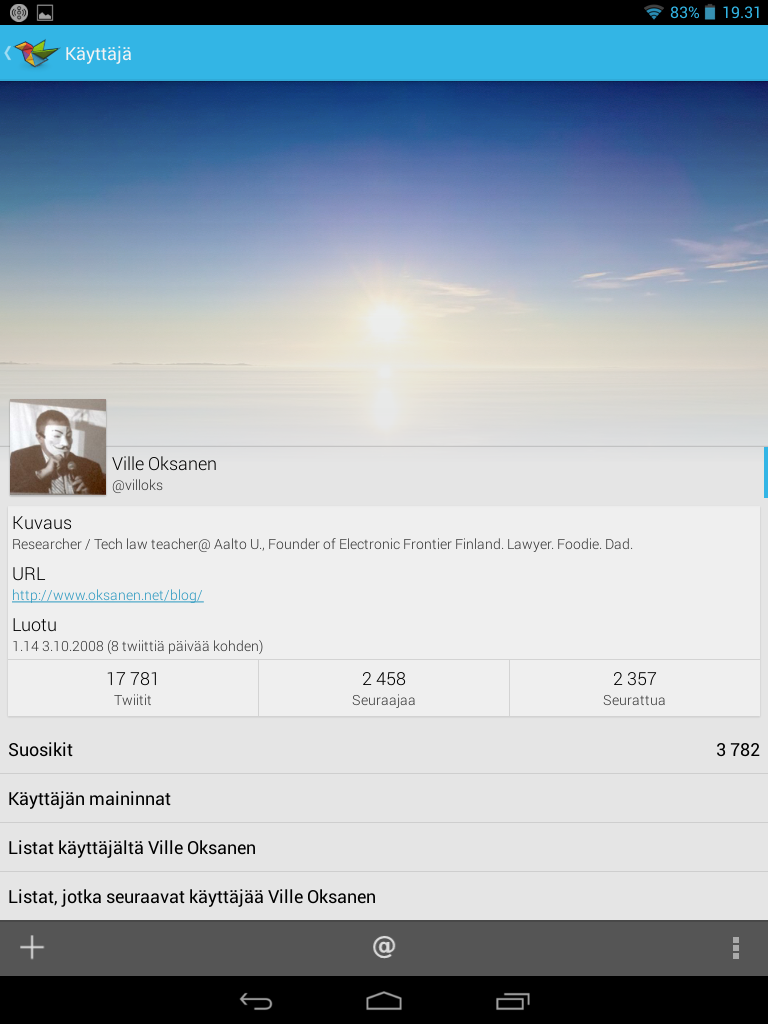 83% 19.31
Käyttäjä
Ville Oksanen
@villoks
Kuvaus
Researcher / Tech law teacher@ Aalto U., Founder of Electronic Frontier Finland. Lawyer. Foodie. Dad.
URL
http://www.oksanen.net/blog/
Luotu
1.14 3.10.2008 (8 twiittiä päivää kohden)
17 781 2 458 2 357
Twiitit Seuraajaa Seurattua
Suosikit 3 782
Käyttäjän maininnat
Listat käyttäjältä Ville Oksanen
Listat, jotka seuraavat käyttäjää Ville Oksanen
@